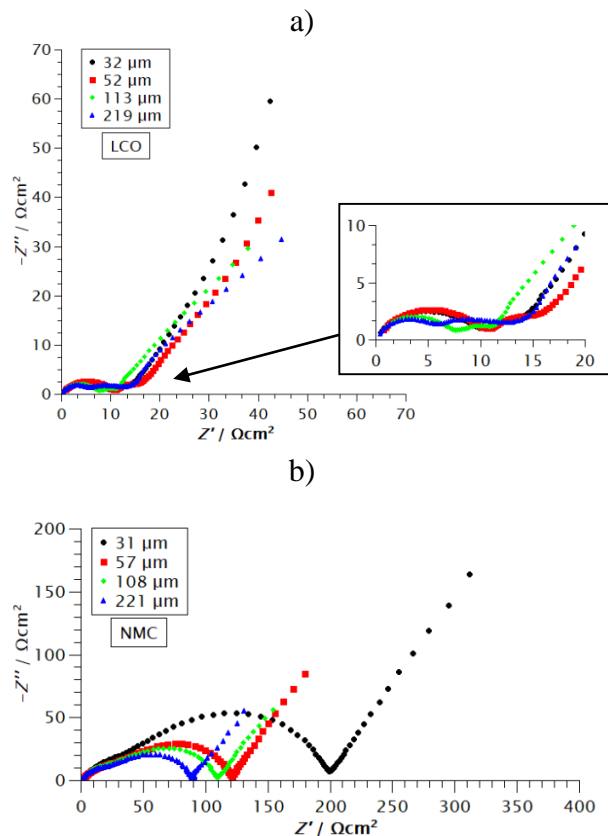 a)
70
60
50
40
30
20
10
0
-Z″ / Ωcm²
32 µm
52 µm
113 µm
219 µm
LCO
10
5
0
0 5 10 15 20
0 10 20 30 40 50 60 70
Z′ / Ωcm²
b)
200
150
100
50
0
-Z″ / Ωcm²
31 µm
57 µm
108 µm
221 µm
NMC
0 50 100 150 200 250 300 350 400
Z′ / Ωcm²